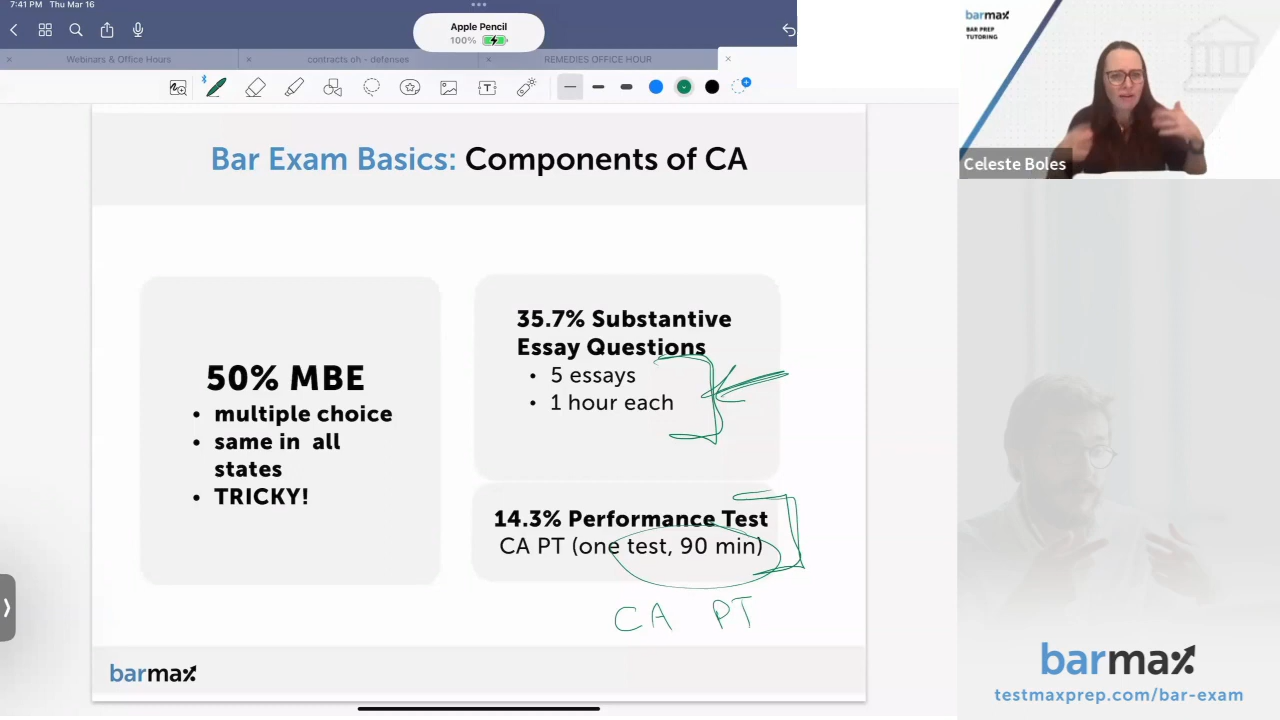 7:41 PM Thu Mar 16
Apple Pencil
100%
Webinars & Office Hours
contracts oh - defenses
REMEDIES OFFICE HOUR
Bar Exam Basics: Components of CA
50% MBE
• multiple choice
• same in all
states
• TRICKY!
35.7% Substantive
Essay Questions
• 5 essays
• 1 hour each
14.3% Performance Test
CA PT (one test, 90 min)
CA PT
barmax
barmax
BAR PREP
TUTORING
Celeste Boles
barmax
testmaxprep.com/bar-exam